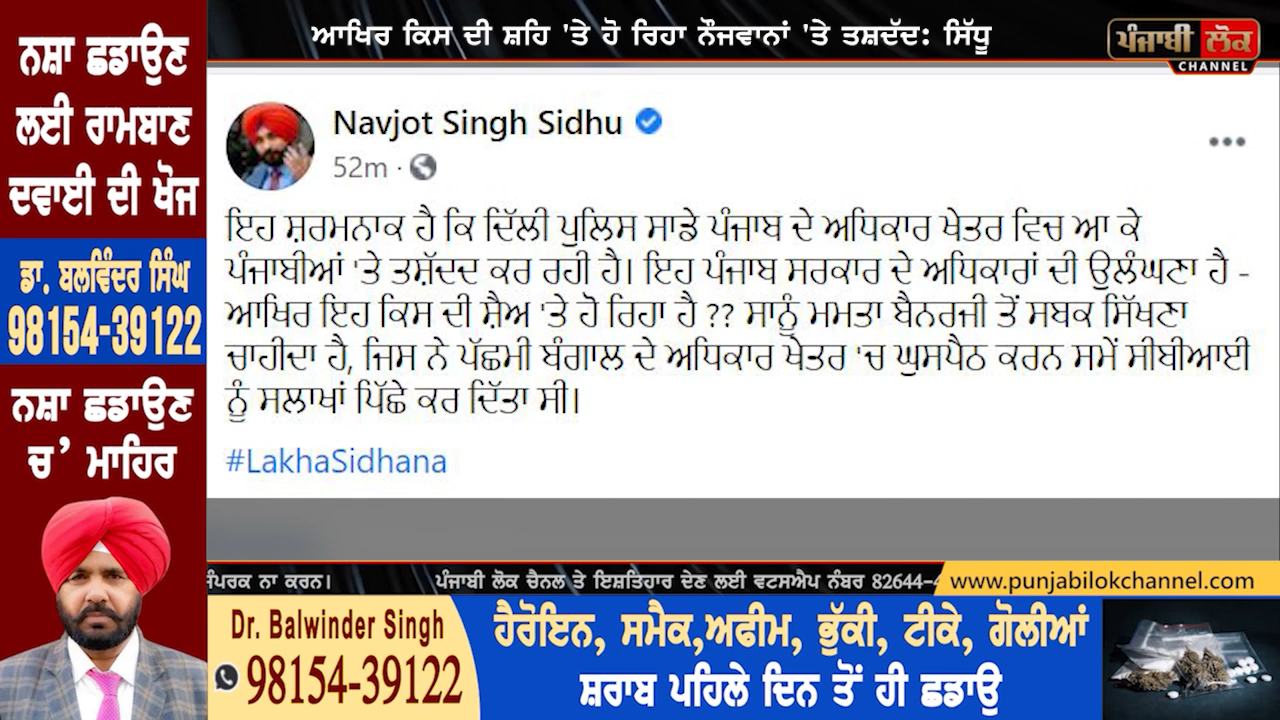 ਆਖਿਰ ਕਿਸ ਦੀ ਸ਼ਹਿ 'ਤੇ ਹੋ ਰਿਹਾ ਨੌਜਵਾਨਾਂ 'ਤੇ ਤਸ਼ਦੱਦ: ਸਿੱਧੂ
ਪੰਜਾਬੀ ਲੋਕ
CHANNEL
ਨਸ਼ਾ ਛਡਾਉਣ
ਲਈ ਰਾਮਬਾਣ
ਦਵਾਈ ਦੀ ਖੋਜ
ਡਾ. ਬਲਵਿੰਦਰ ਸਿੰਘ
98154-39122
ਨਸ਼ਾ ਛਡਾਉਣ
ਚ' ਮਾਹਿਰ
Navjot Singh Sidhu
52m ·
ਇਹ ਸ਼ਰਮਨਾਕ ਹੈ ਕਿ ਦਿੱਲੀ ਪੁਲਿਸ ਸਾਡੇ ਪੰਜਾਬ ਦੇ ਅਧਿਕਾਰ ਖੇਤਰ ਵਿਚ ਆ ਕੇ
ਪੰਜਾਬੀਆਂ 'ਤੇ ਤਸ਼ੱਦਦ ਕਰ ਰਹੀ ਹੈ। ਇਹ ਪੰਜਾਬ ਸਰਕਾਰ ਦੇ ਅਧਿਕਾਰਾਂ ਦੀ ਉਲੰਘਣਾ ਹੈ -
ਆਖਿਰ ਇਹ ਕਿਸ ਦੀ ਸ਼ੈਅ 'ਤੇ ਹੋ ਰਿਹਾ ਹੈ ?? ਸਾਨੂੰ ਮਮਤਾ ਬੈਨਰਜੀ ਤੋਂ ਸਬਕ ਸਿੱਖਣਾ
ਚਾਹੀਦਾ ਹੈ, ਜਿਸ ਨੇ ਪੱਛਮੀ ਬੰਗਾਲ ਦੇ ਅਧਿਕਾਰ ਖੇਤਰ 'ਚ ਘੁਸਪੈਠ ਕਰਨ ਸਮੇਂ ਸੀਬੀਆਈ
ਨੂੰ ਸਲਾਖਾਂ ਪਿੱਛੇ ਕਰ ਦਿੱਤਾ ਸੀ।
#LakhaSidhana
ਸੰਪਰਕ ਨਾ ਕਰਨ। ਪੰਜਾਬੀ ਲੋਕ ਚੈਨਲ ਤੇ ਇਸ਼ਤਿਹਾਰ ਦੇਣ ਲਈ ਵਟਸਐਪ ਨੰਬਰ 82644-
www.punjabilokchannel.com
Dr. Balwinder Singh
98154-39122
ਹੈਰੋਇਨ, ਸਮੈਕ,ਅਫੀਮ, ਭੁੱਕੀ, ਟੀਕੇ, ਗੋਲੀਆਂ
ਸ਼ਰਾਬ ਪਹਿਲੇ ਦਿਨ ਤੋਂ ਹੀ ਛਡਾਉ